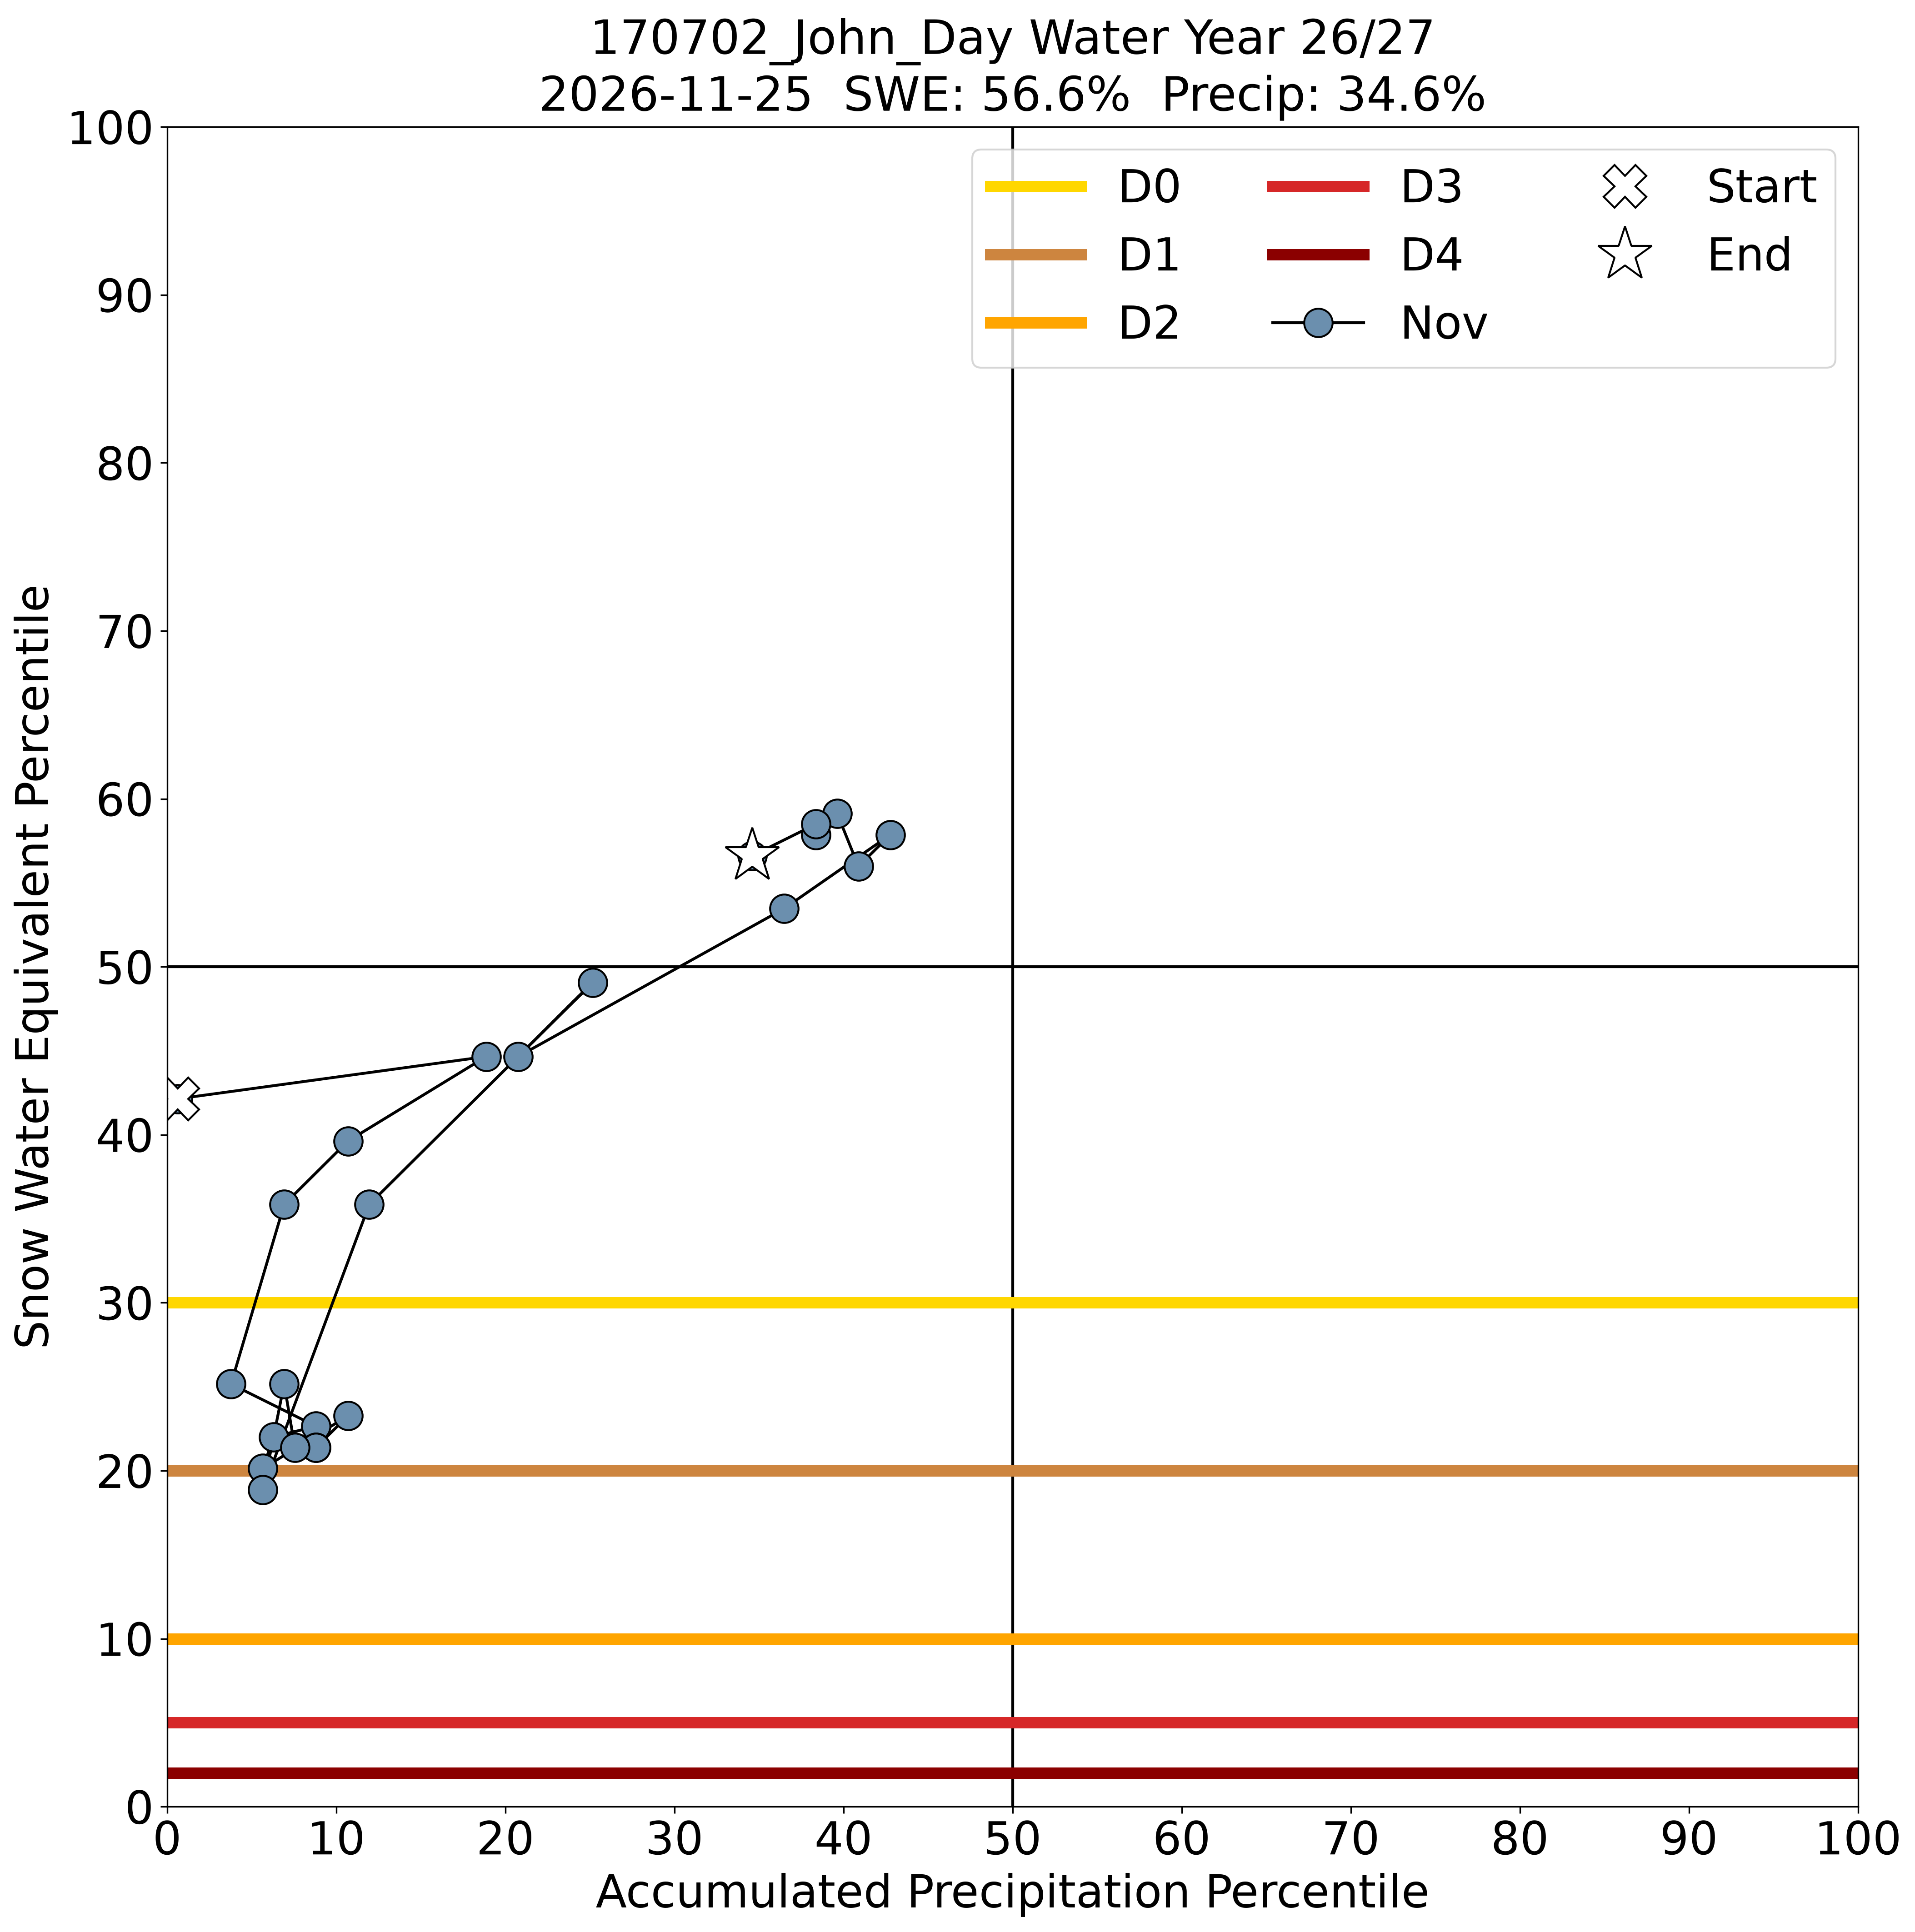 170702_John_Day Water Year 26/27
2026-11-25 SWE: 56.6% Precip: 34.6%
D0
D1
D2
D3
D4
Nov
Start
End
Snow Water Equivalent Percentile
100
90
80
70
60
50
40
30
20
10
0
0 10 20 30 40 50 60 70 80 90 100
Accumulated Precipitation Percentile